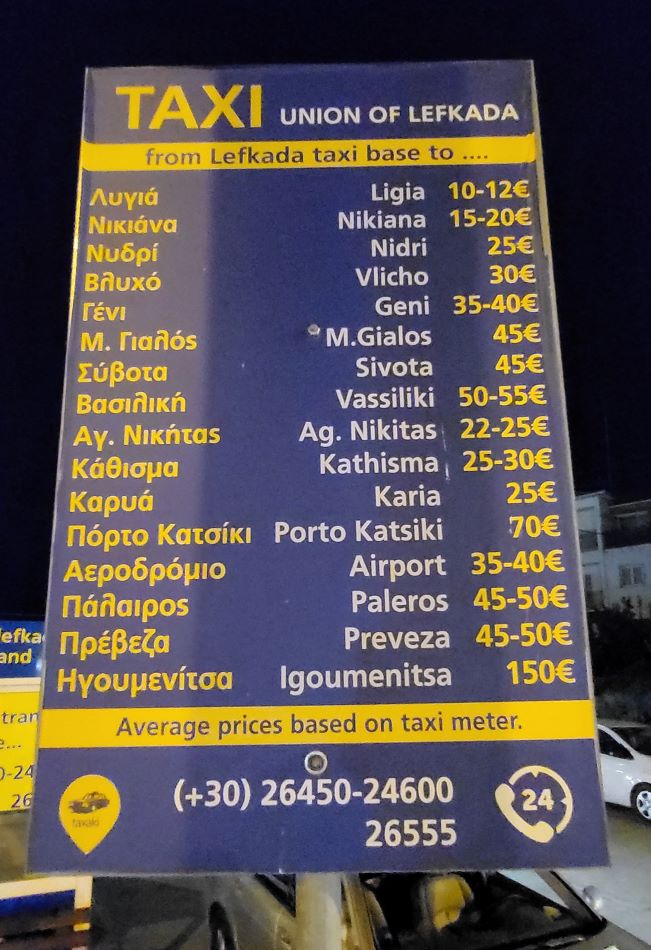 TAXI UNION OF LEFKADA
from Lefkada taxi base to ....
Λυγιά Ligia 10-12€
Νικιάνα Nikiana 15-20€
Νυδρί Nidri 25€
Βλυχό Vlicho 30€
Γένι Geni 35-40€
Μ. Γιαλός M.Gialos 45€
Σύβοτα Sivota 45€
Βασιλική Vassiliki 50-55€
Αγ. Νικήτας Ag. Nikitas 22-25€
Κάθισμα Kathisma 25-30€
Καρυά Karia 25€
Πόρτο Κατσίκι Porto Katsiki 70€
Αεροδρόμιο Airport 35-40€
Πάλαιρος Paleros 45-50€
Πρέβεζα Preveza 45-50€
Ηγουμενίτσα Igoumenitsa 150€
Average prices based on taxi meter.
(+30) 26450-24600
26555
taxaki
24